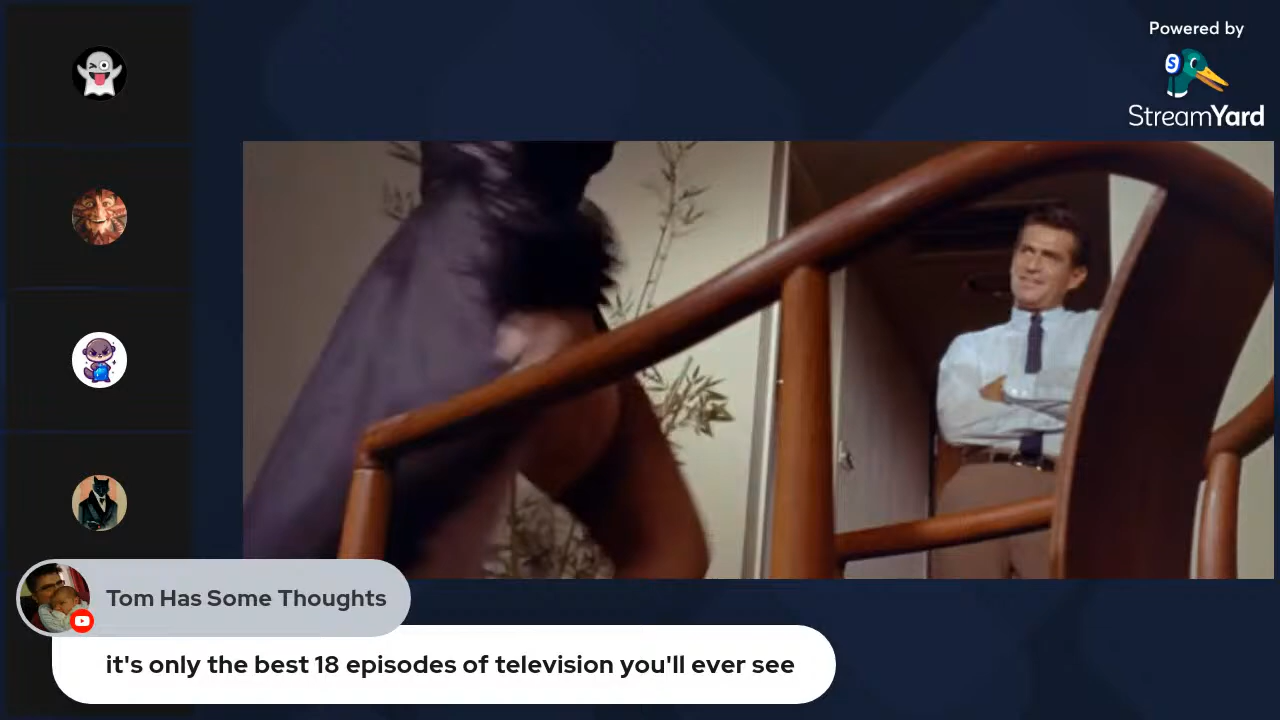 Powered by
StreamYard
Tom Has Some Thoughts
it's only the best 18 episodes of television you'll ever see